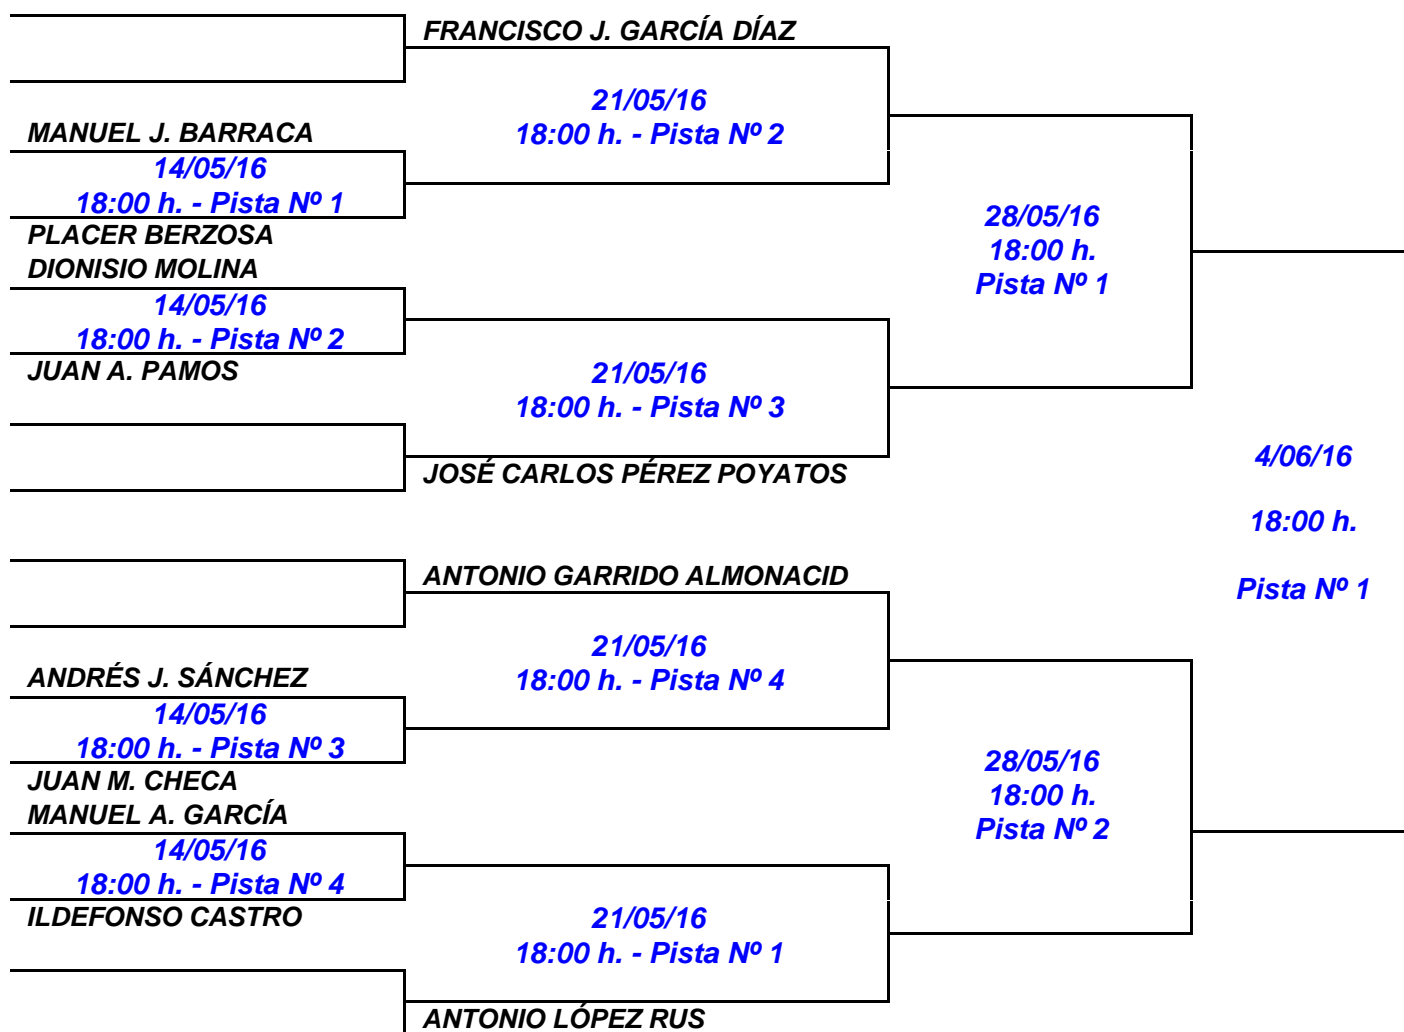 FRANCISCO J. GARCÍA DÍAZ
21/05/16
18:00 h. - Pista Nº 2
MANUEL J. BARRACA
14/05/16
18:00 h. - Pista Nº 1
PLACER BERZOSA
28/05/16
18:00 h.
Pista Nº 1
DIONISIO MOLINA
14/05/16
18:00 h. - Pista Nº 2
JUAN A. PAMOS
21/05/16
18:00 h. - Pista Nº 3
JOSÉ CARLOS PÉREZ POYATOS
4/06/16
18:00 h.
Pista Nº 1
ANTONIO GARRIDO ALMONACID
21/05/16
18:00 h. - Pista Nº 4
ANDRÉS J. SÁNCHEZ
14/05/16
18:00 h. - Pista Nº 3
JUAN M. CHECA
28/05/16
18:00 h.
Pista Nº 2
MANUEL A. GARCÍA
14/05/16
18:00 h. - Pista Nº 4
ILDEFONSO CASTRO
21/05/16
18:00 h. - Pista Nº 1
ANTONIO LÓPEZ RUS